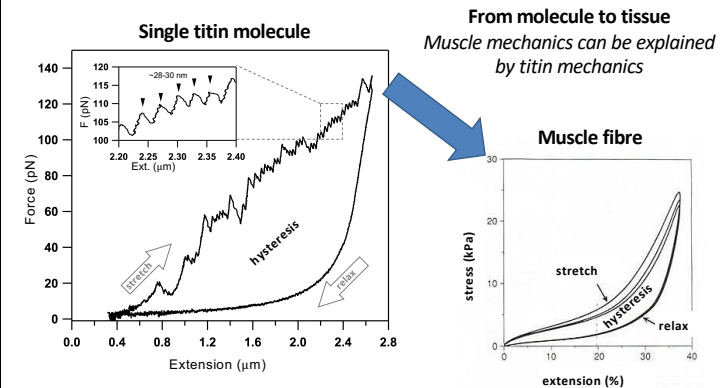 Single titin molecule
140
120
100
80
60
40
20
0
Force (pN)
0.0 0.4 0.8 1.2 1.6 2.0 2.4 2.8
Extension (μm)
120
115
110
105
100
F (pN)
2.20 2.25 2.30 2.35 2.40
Ext. (μm)
~28-30 nm
stretch
hysteresis
relax
From molecule to tissue
Muscle mechanics can be explained
by titin mechanics
Muscle fibre
30
20
10
0
stress (kPa)
0 10 20 30 40
extension (%)
stretch
hysteresis
relax